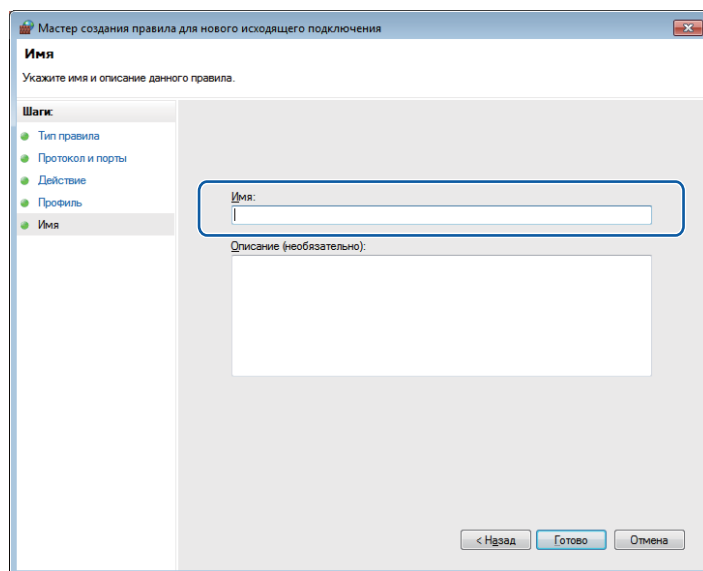 Мастер создания правила для нового исходящего подключения
Имя
Укажите имя и описание данного правила.
Шаги:
Тип правила
Протокол и порты
Действие
Профиль
Имя
Имя:
Описание (необязательно):
< Назад
Готово
Отмена